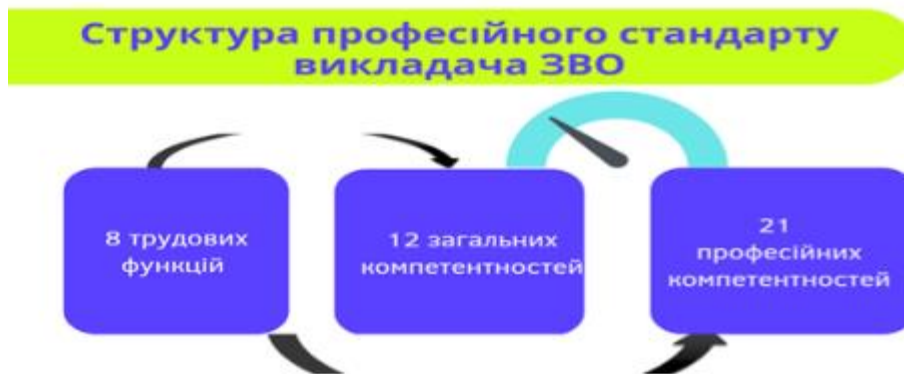 Структура професійного стандарту
викладача ЗВО
8 трудових
функцій
12 загальних
компетентностей
21
професійних
компетентностей